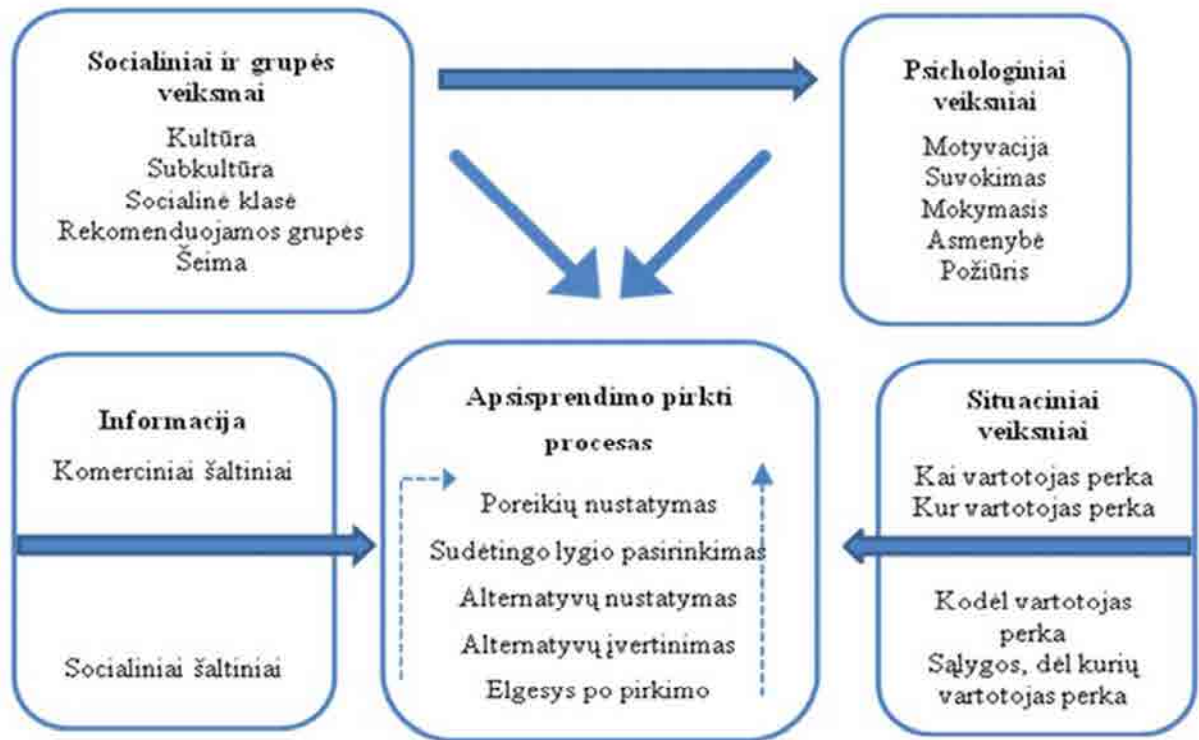 Socialiniai ir grupės
veiksmai
Kultūra
Subkultūra
Socialinė klasė
Rekomenduojamos grupės
Šeima
Psichologiniai
veiksniai
Motyvacija
Suvokimas
Mokymasis
Asmenybė
Požiūris
Informacija
Komerciniai šaltiniai
Socialiniai šaltiniai
Apsisprendimo pirkti
procesas
Poreikių nustatymas
Sudėtingo lygio pasirinkimas
Alternatyvų nustatymas
Alternatyvų įvertinimas
Elgesys po pirkimo
Situaciniai
veiksniai
Kai vartotojas perka
Kur vartotojas perka
Kodėl vartotojas
perka
Sąlygos, dėl kurių
vartotojas perka